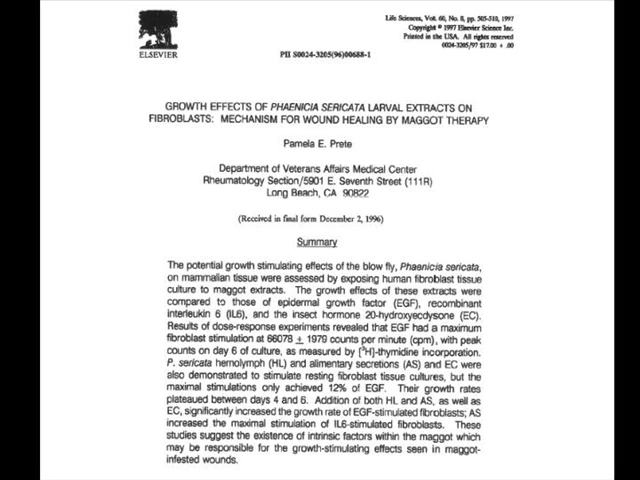 ELSEVIER
PII S0024-3205(96)00688-1
Life Sciences, Vol. 60, No. 8, pp. 505-510, 1997
Copyright © 1997 Elsevier Science Inc.
Printed in the USA. All rights reserved
0024-3205/97 $17.00 + .00
GROWTH EFFECTS OF PHAENICIA SERICATA LARVAL EXTRACTS ON
FIBROBLASTS: MECHANISM FOR WOUND HEALING BY MAGGOT THERAPY
Pamela E. Prete
Department of Veterans Affairs Medical Center
Rheumatology Section/5901 E. Seventh Street (111R)
Long Beach, CA 90822
(Received in final form December 2, 1996)
Summary
The potential growth stimulating effects of the blow fly, Phaenicia sericata,
on mammalian tissue were assessed by exposing human fibroblast tissue
culture to maggot extracts. The growth effects of these extracts were
compared to those of epidermal growth factor (EGF), recombinant
interleukin 6 (IL6), and the insect hormone 20-hydroxyecdysone (EC).
Results of dose-response experiments revealed that EGF had a maximum
fibroblast stimulation at 66078 ± 1979 counts per minute (cpm), with peak
counts on day 6 of culture, as measured by [³H]-thymidine incorporation.
P. sericata hemolymph (HL) and alimentary secretions (AS) and EC were
also demonstrated to stimulate resting fibroblast tissue cultures, but the
maximal stimulations only achieved 12% of EGF. Their growth rates
plateaued between days 4 and 6. Addition of both HL and AS, as well as
EC, significantly increased the growth rate of EGF-stimulated fibroblasts; AS
increased the maximal stimulation of IL6-stimulated fibroblasts. These
studies suggest the existence of intrinsic factors within the maggot which
may be responsible for the growth-stimulating effects seen in maggot-
infested wounds.